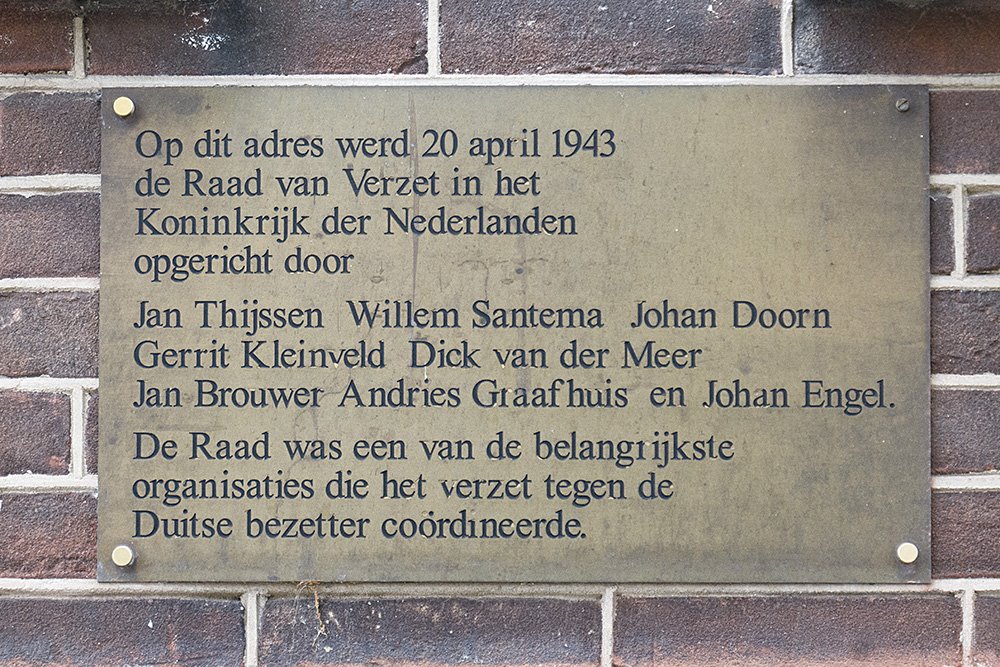 Op dit adres werd 20 april 1943
de Raad van Verzet in het
Koninkrijk der Nederlanden
opgericht door
Jan Thijssen Willem Santema Johan Doorn
Gerrit Kleinveld Dick van der Meer
Jan Brouwer Andries Graafhuis en Johan Engel.
De Raad was een van de belangrijkste
organisaties die het verzet tegen de
Duitse bezetter coördineerde.